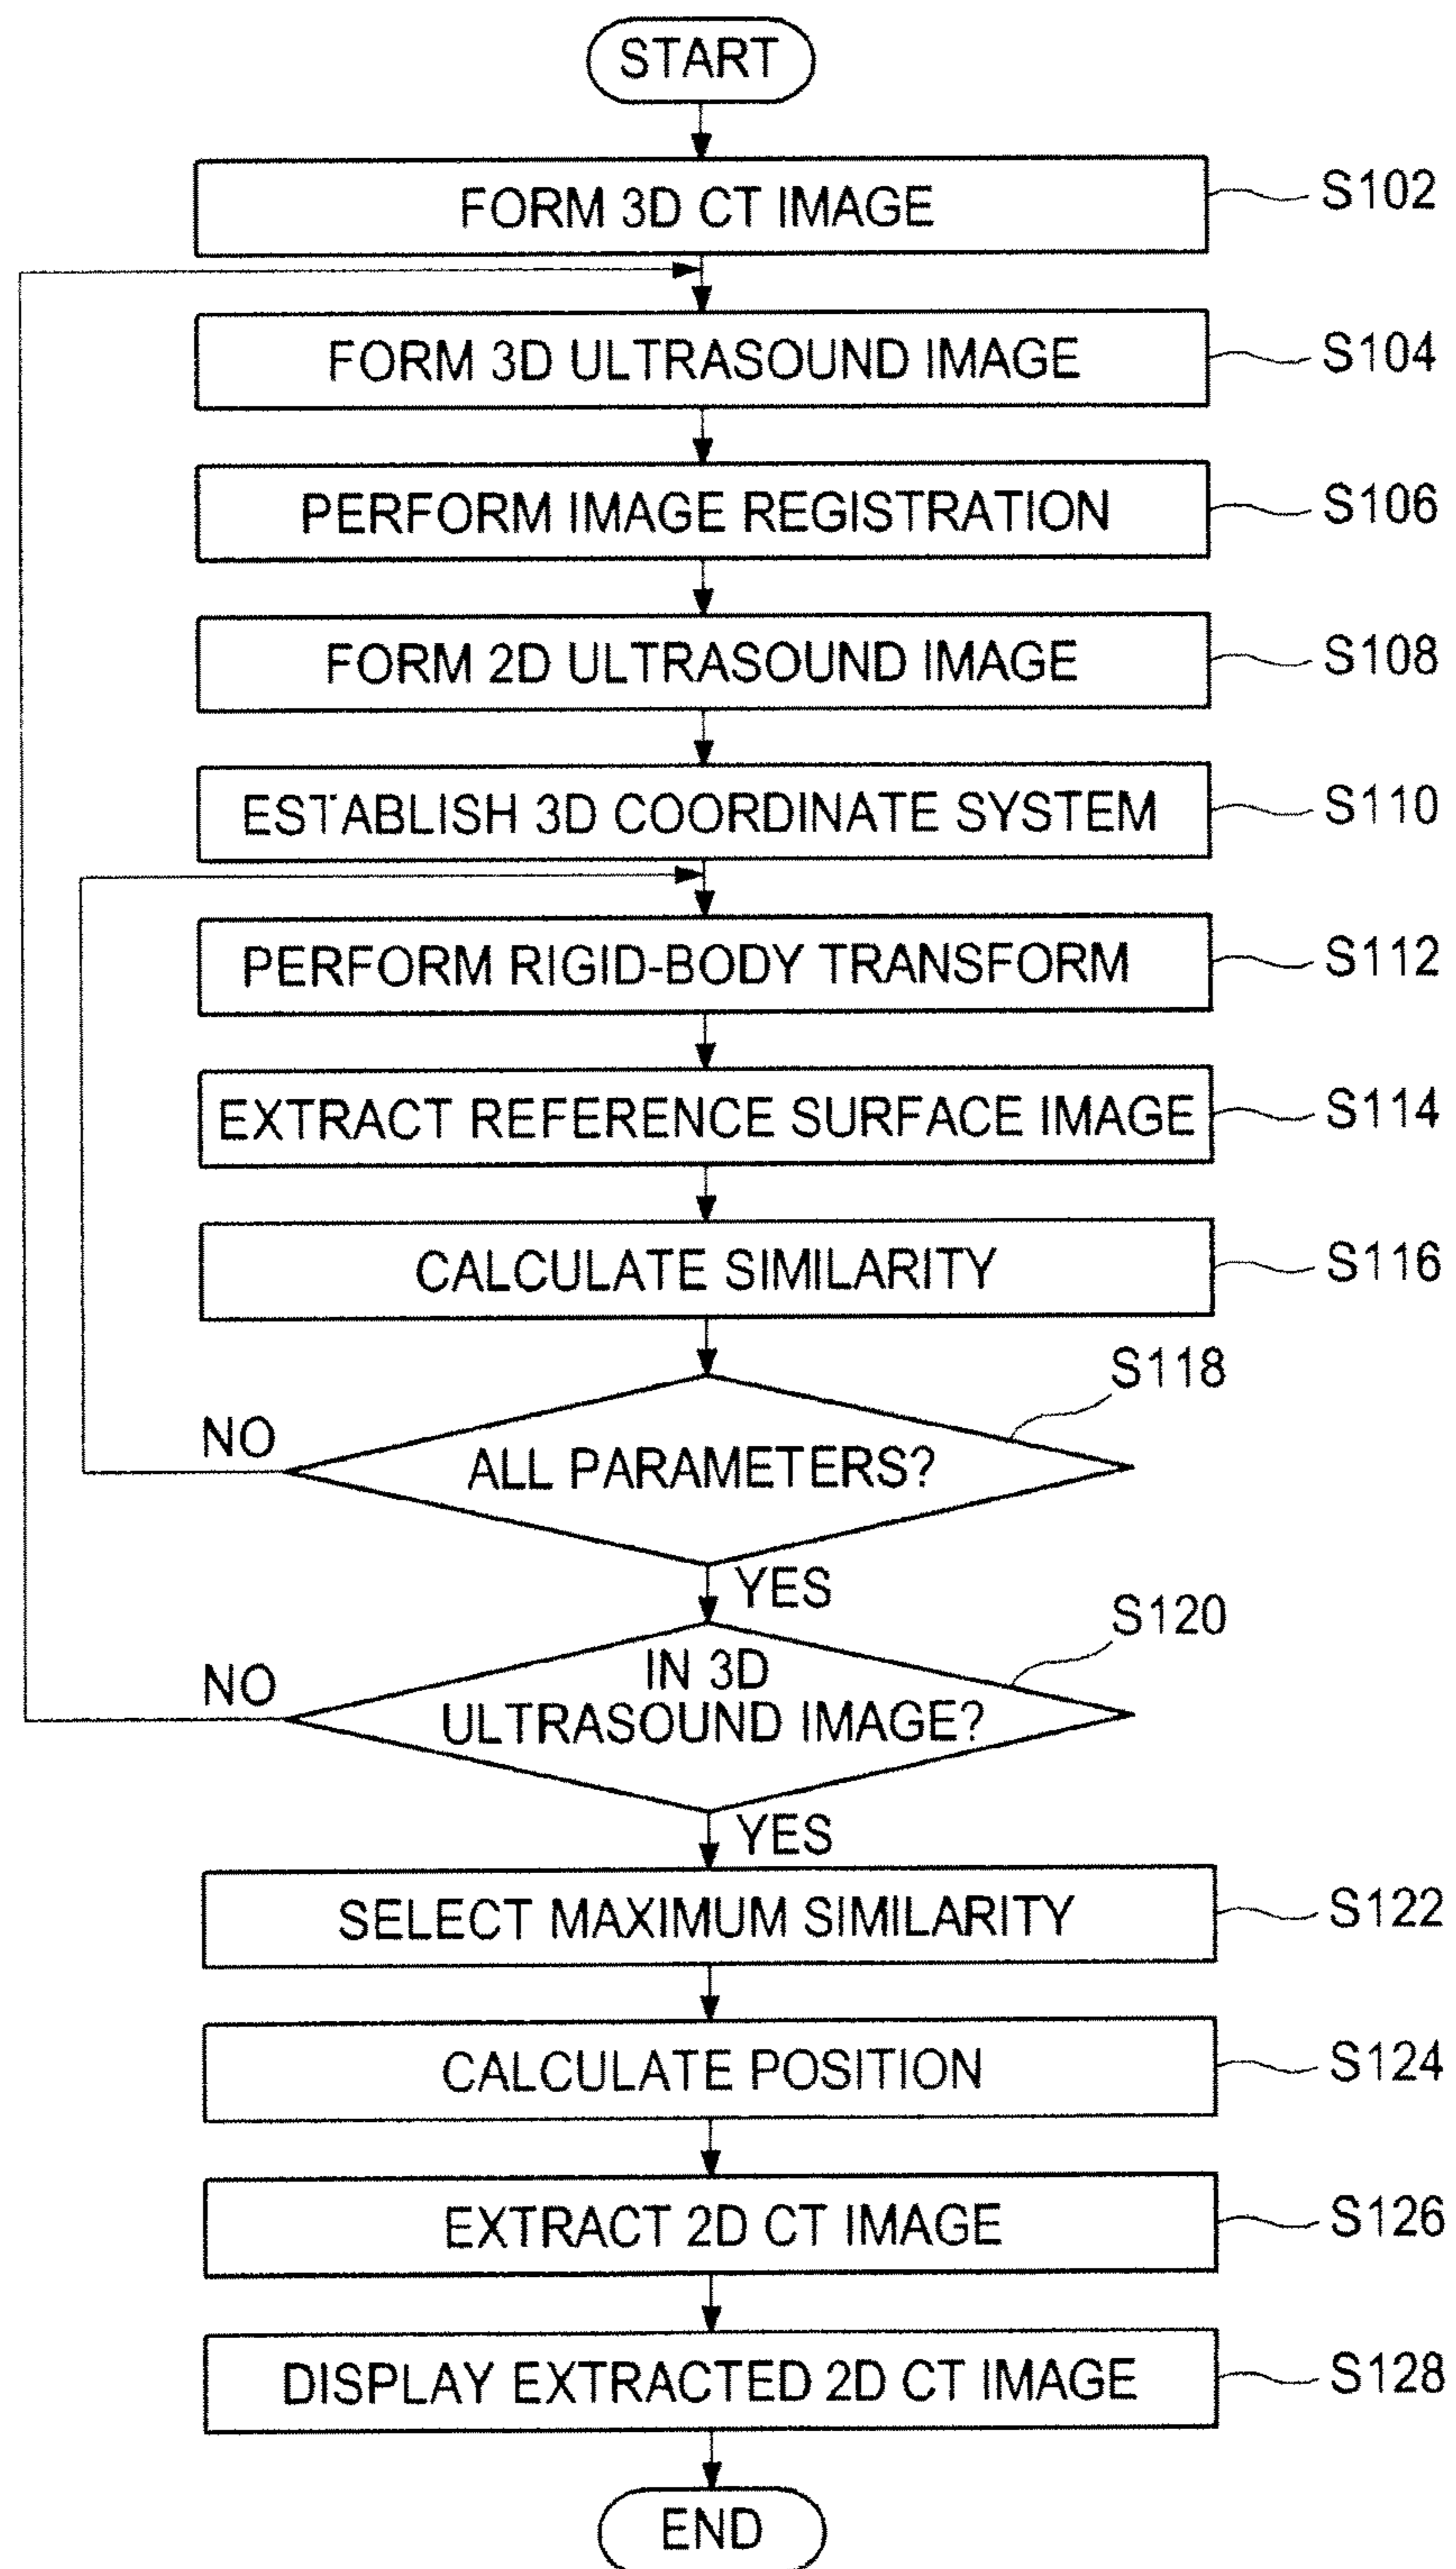 START
FORM 3D CT IMAGE
S102
FORM 3D ULTRASOUND IMAGE
S104
PERFORM IMAGE REGISTRATION
S106
FORM 2D ULTRASOUND IMAGE
S108
ESTABLISH 3D COORDINATE SYSTEM
S110
PERFORM RIGID-BODY TRANSFORM
S112
EXTRACT REFERENCE SURFACE IMAGE
S114
CALCULATE SIMILARITY
S116
S118
NO
ALL PARAMETERS?
YES
S120
NO
IN 3D
ULTRASOUND IMAGE?
YES
SELECT MAXIMUM SIMILARITY
S122
CALCULATE POSITION
S124
EXTRACT 2D CT IMAGE
S126
DISPLAY EXTRACTED 2D CT IMAGE
S128
END